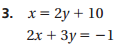 3. x = 2y + 10
2x + 3y = −1